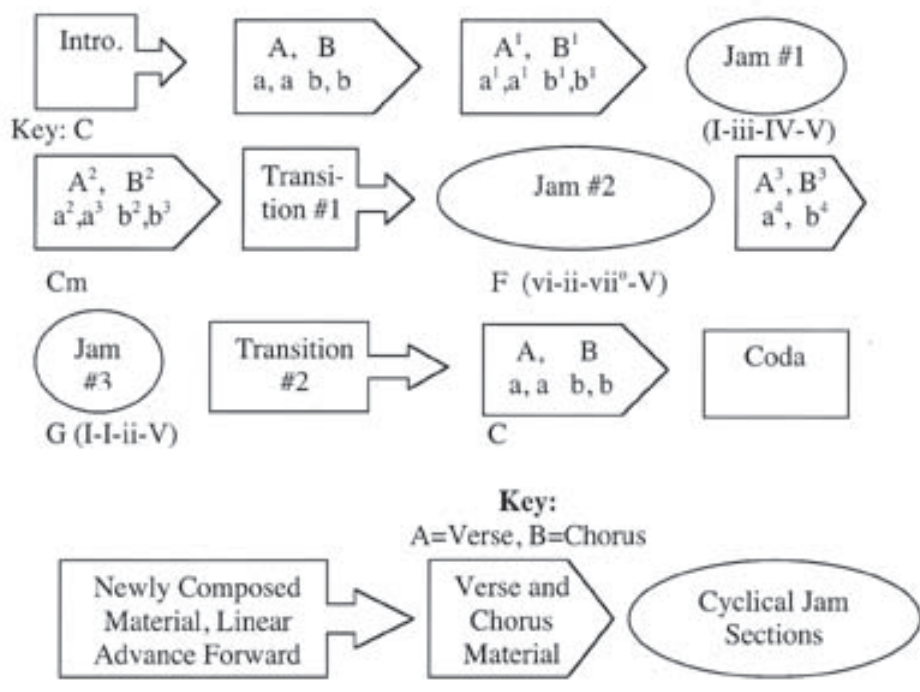 Intro.
A, B
a, a b, b
A¹, B¹
a¹,a¹ b¹,b¹
Jam #1
Key: C
(I-iii-IV-V)
A², B²
a²,a³ b²,b³
Transi-
tion #1
Jam #2
A³, B³
a⁴, b⁴
Cm
F (vi-ii-viiº-V)
Jam
#3
Transition
#2
A, B
a, a b, b
Coda
G (I-I-ii-V)
C
Key:
A=Verse, B=Chorus
Newly Composed
Material, Linear
Advance Forward
Verse and
Chorus
Material
Cyclical Jam
Sections